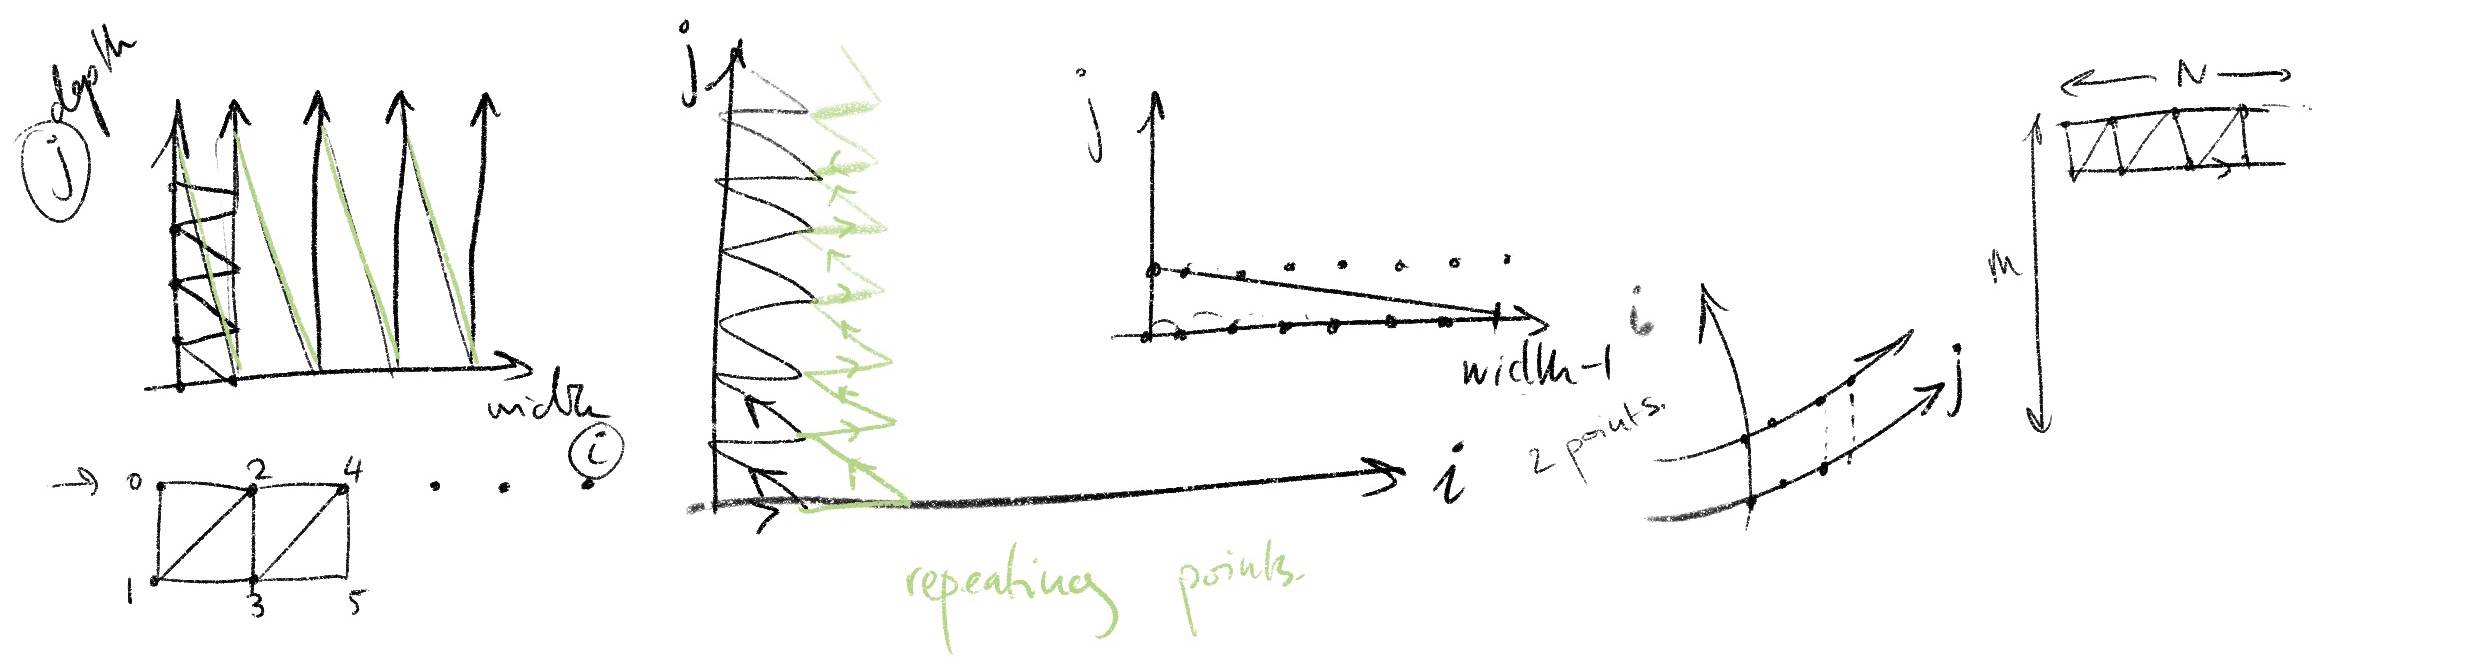 depth
j
width
i
0 2 4
1 3 5
j
i
repeating points.
j
width-1
i
j
2 points.
N
m